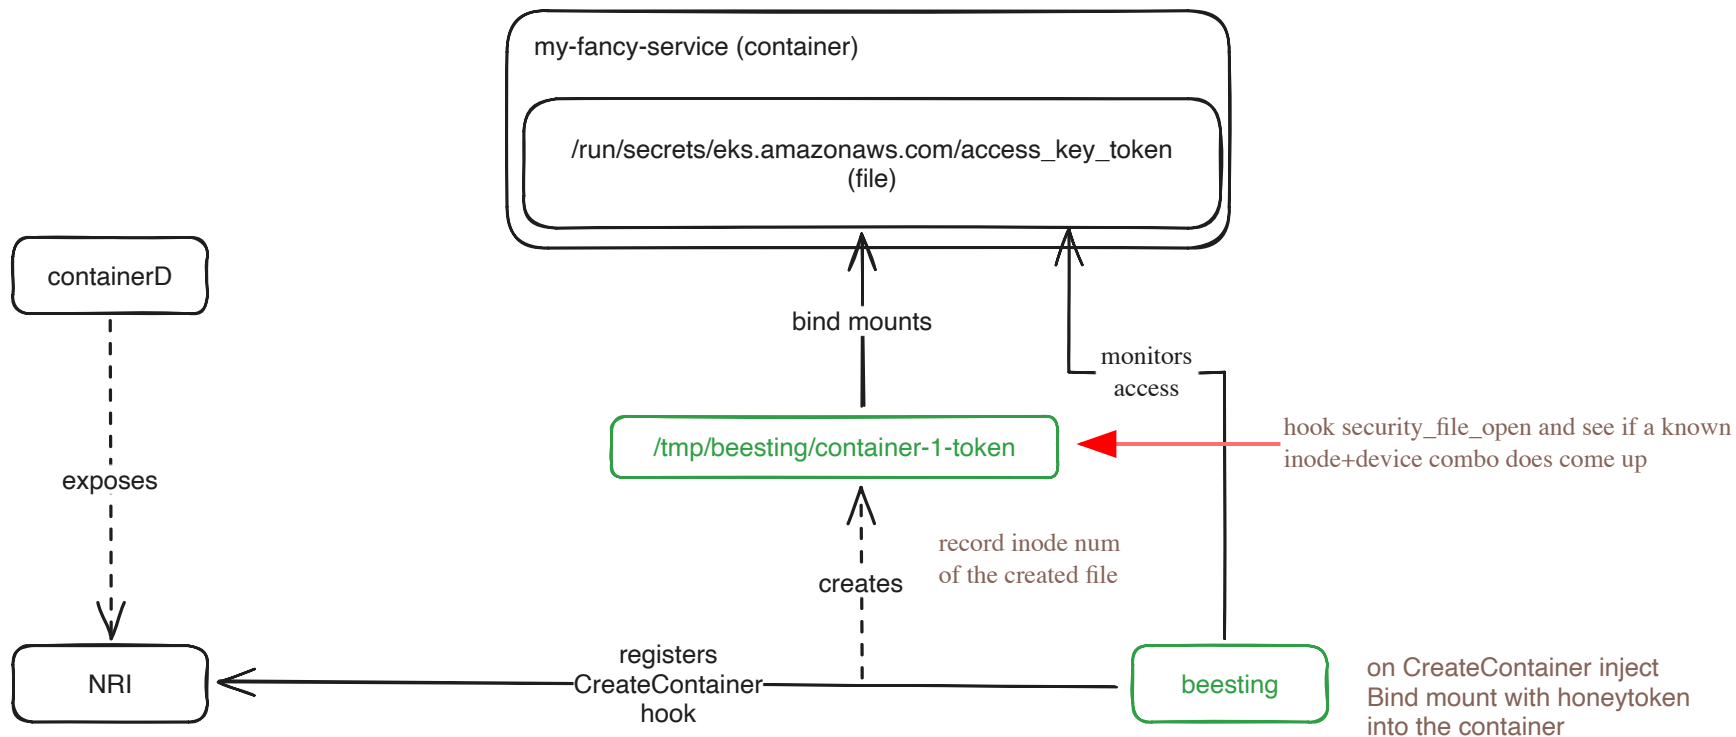 my-fancy-service (container)
/run/secrets/eks.amazonaws.com/access_key_token
(file)
containerD
bind mounts
monitors
access
hook security_file_open and see if a known
inode+device combo does come up
/tmp/beesting/container-1-token
exposes
record inode num
of the created file
creates
registers
CreateContainer
hook
NRI
beesting
on CreateContainer inject
Bind mount with honeytoken
into the container